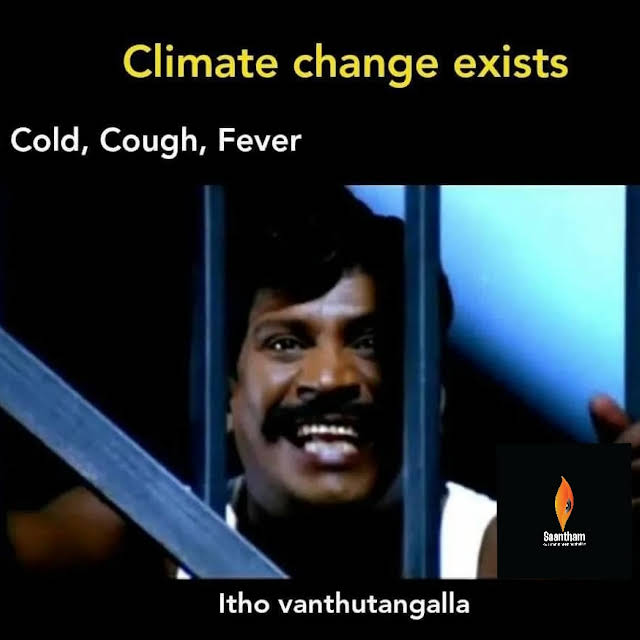 Climate change exists
Cold, Cough, Fever
Saantham
Itho vanthutangalla